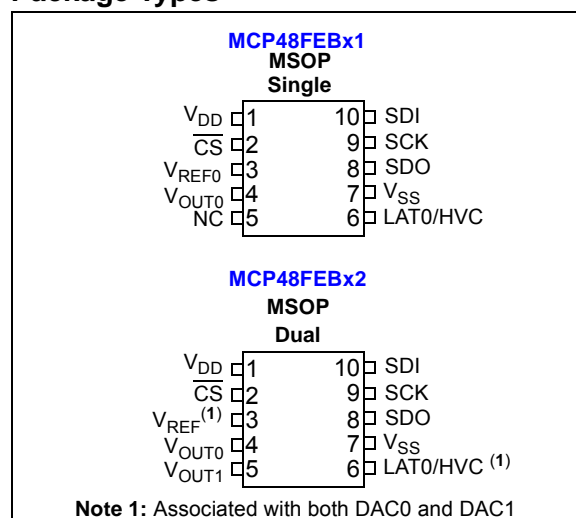 Package Types
MCP48FEBx1
MSOP
Single
VDD 1 10 SDI
CS 2 9 SCK
VREF0 3 8 SDO
VOUT0 4 7 VSS
NC 5 6 LAT0/HVC
MCP48FEBx2
MSOP
Dual
VDD 1 10 SDI
CS 2 9 SCK
VREF(1) 3 8 SDO
VOUT0 4 7 VSS
VOUT1 5 6 LAT0/HVC (1)
Note 1: Associated with both DAC0 and DAC1